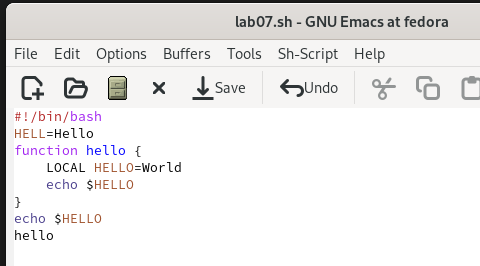 lab07.sh - GNU Emacs at fedora
File Edit Options Buffers Tools Sh-Script Help
Save Undo
#!/bin/bash
HELL=Hello
function hello {
    LOCAL HELLO=World
    echo $HELLO
}
echo $HELLO
hello